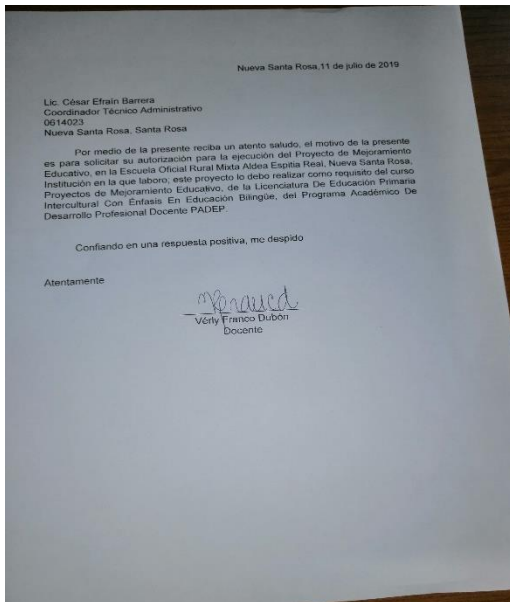 Nueva Santa Rosa,11 de julio de 2019
Lic. César Efraín Barrera
Coordinador Técnico Administrativo
0614023
Nueva Santa Rosa, Santa Rosa
Por medio de la presente reciba un atento saludo, el motivo de la presente
es para solicitar su autorización para la ejecución del Proyecto de Mejoramiento
Educativo, en la Escuela Oficial Rural Mixta Aldea Espitia Real, Nueva Santa Rosa,
Institución en la que laboro; este proyecto lo debo realizar como requisito del curso
Proyectos de Mejoramiento Educativo, de la Licenciatura De Educación Primaria
Intercultural Con Énfasis En Educación Bilingüe, del Programa Académico De
Desarrollo Profesional Docente PADEP.
Confiando en una respuesta positiva, me despido
Atentamente
Vérly Franco Dubón
Docente